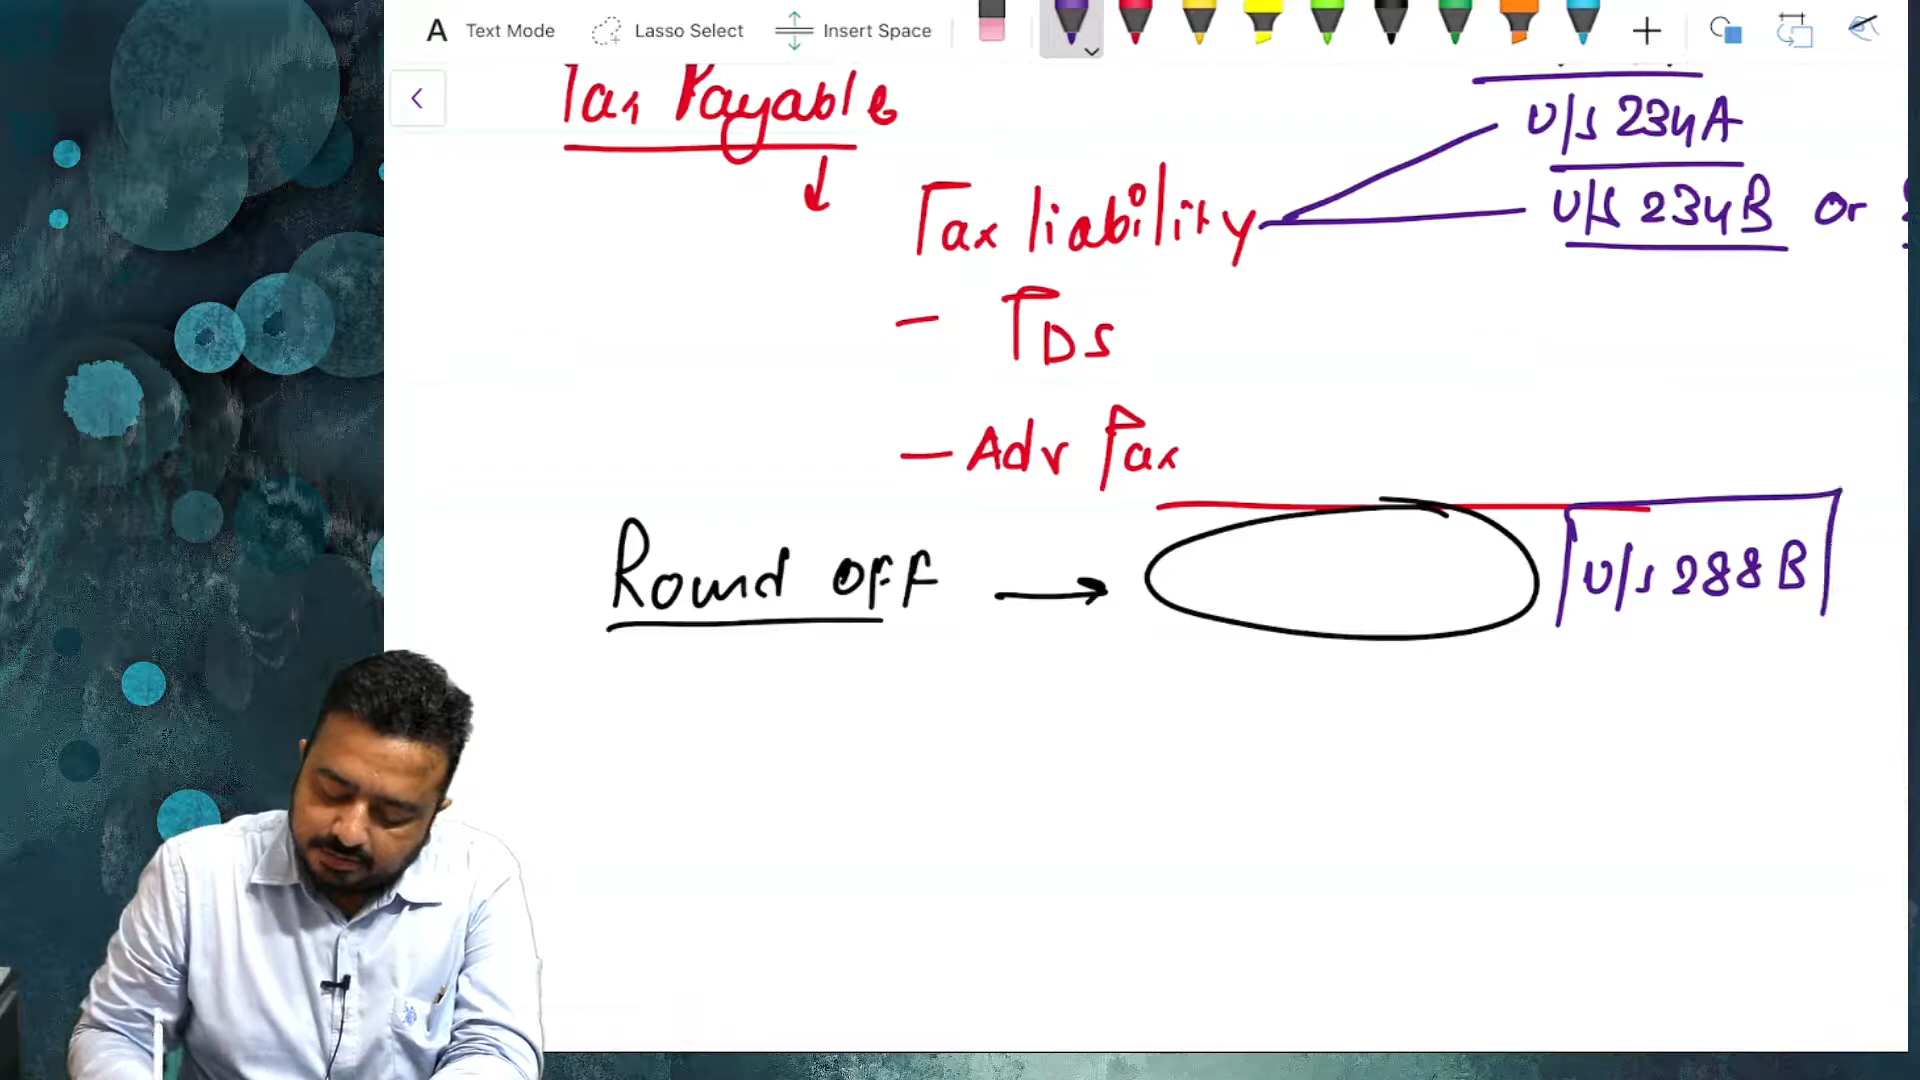 A Text Mode Lasso Select Insert Space
Tax Payable
U/s 234A
Tax liability
U/s 234B or
- TDS
- Adv Tax
Round off → U/s 288B